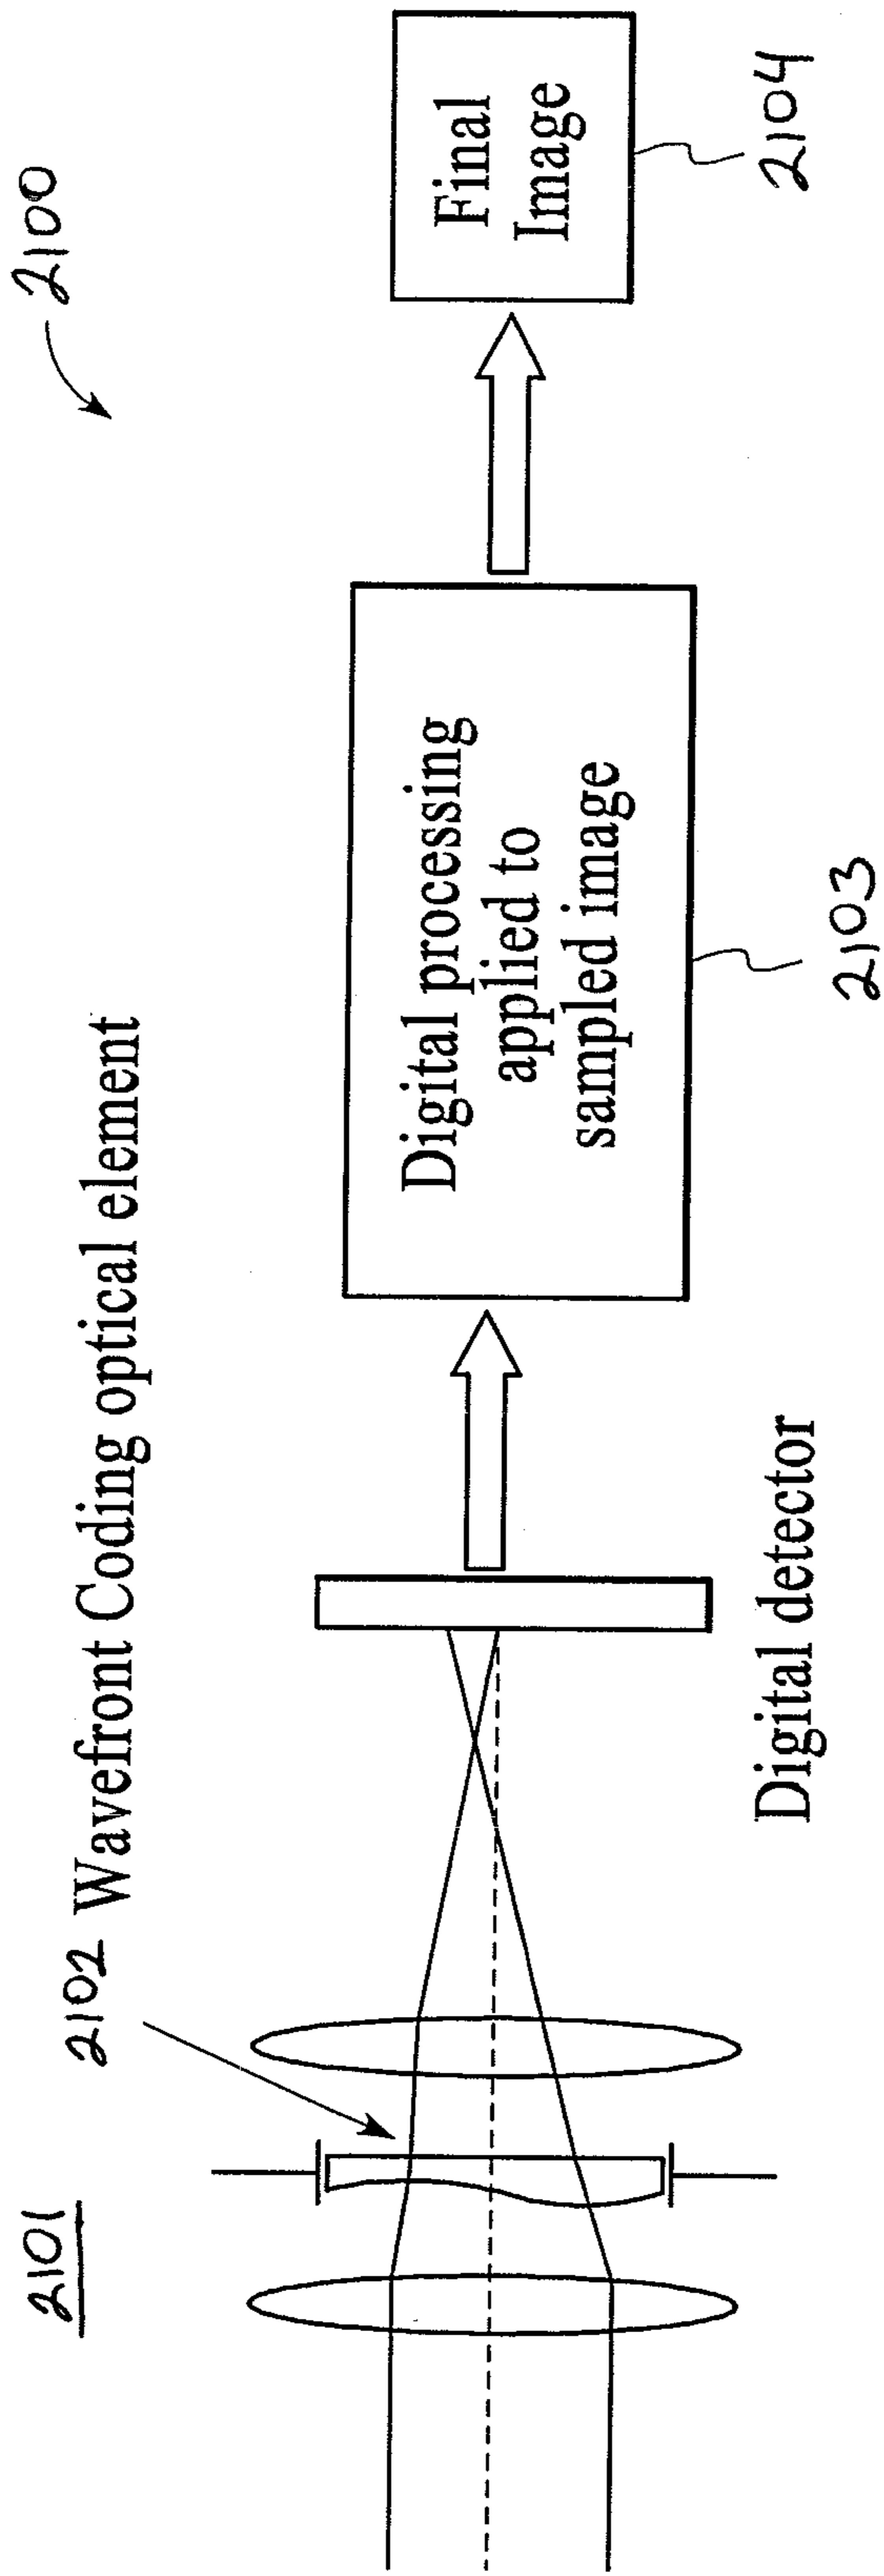 2100
2101
2102 Wavefront Coding optical element
Digital detector
Digital processing
applied to
sampled image
2103
Final
Image
2104